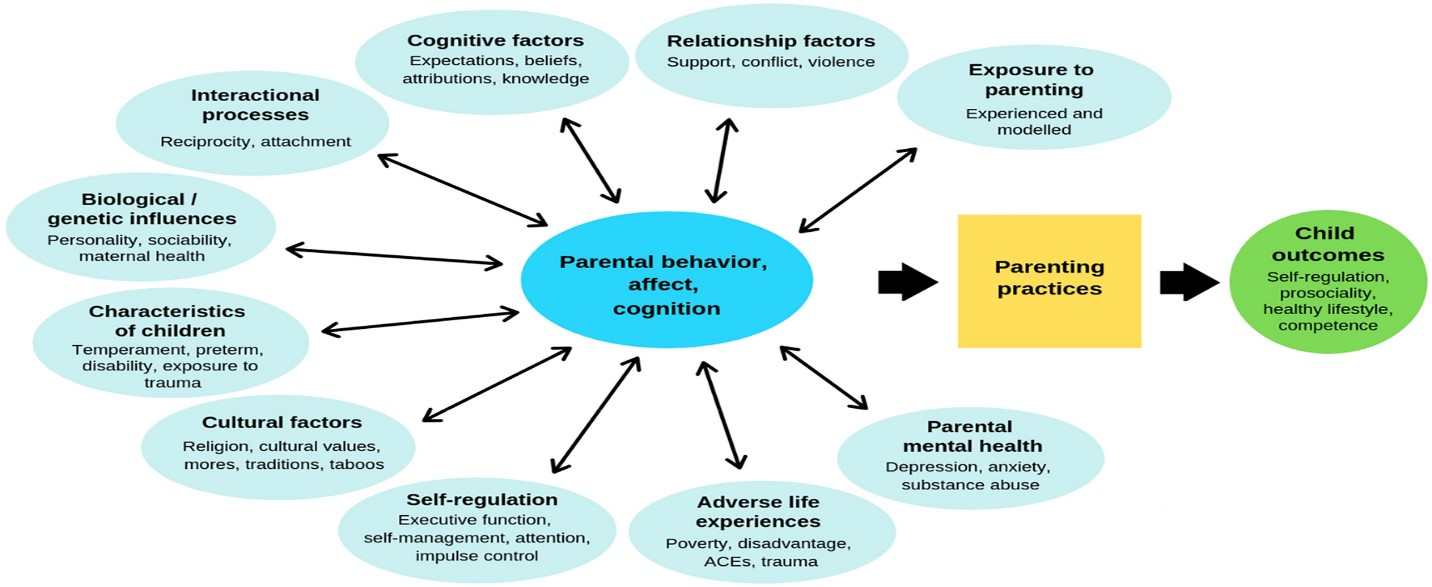 Cognitive factors
Expectations, beliefs,
attributions, knowledge
Relationship factors
Support, conflict, violence
Exposure to
parenting
Experienced and
modelled
Interactional
processes
Reciprocity, attachment
Biological /
genetic influences
Personality, sociability,
maternal health
Characteristics
of children
Temperament, preterm,
disability, exposure to
trauma
Cultural factors
Religion, cultural values,
mores, traditions, taboos
Self-regulation
Executive function,
self-management, attention,
impulse control
Adverse life
experiences
Poverty, disadvantage,
ACEs, trauma
Parental
mental health
Depression, anxiety,
substance abuse
Parental behavior,
affect,
cognition
Parenting
practices
Child
outcomes
Self-regulation,
prosociality,
healthy lifestyle,
competence